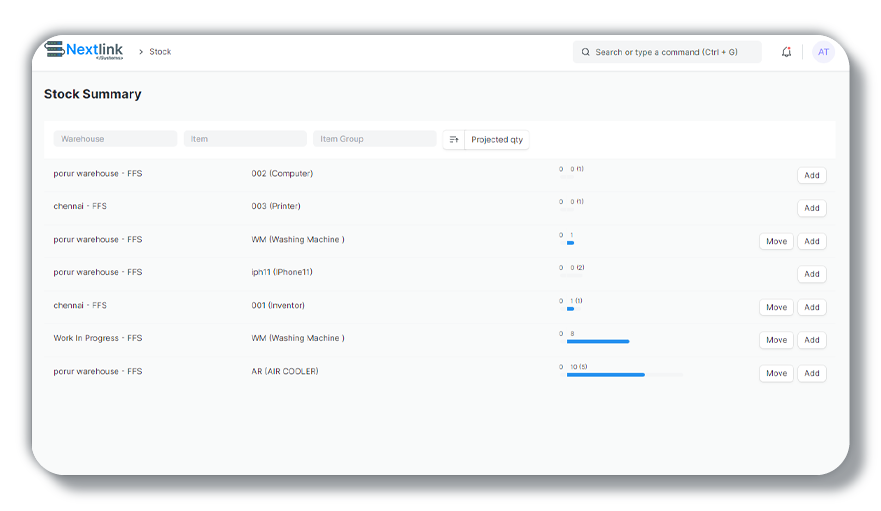 Nextlink
</Systems>
> Stock
Search or type a command (Ctrl + G)
AT
Stock Summary
Warehouse Item Item Group Projected qty
porur warehouse - FFS 002 (Computer) 0 0 (1) Add
chennai - FFS 003 (Printer) 0 0 (1) Add
porur warehouse - FFS WM (Washing Machine ) 0 1 Move Add
porur warehouse - FFS iph11 (IPhone11) 0 0 (2) Add
chennai - FFS 001 (Inventor) 0 1 (1) Move Add
Work In Progress - FFS WM (Washing Machine ) 0 8 Move Add
porur warehouse - FFS AR (AIR COOLER) 0 10 (5) Move Add